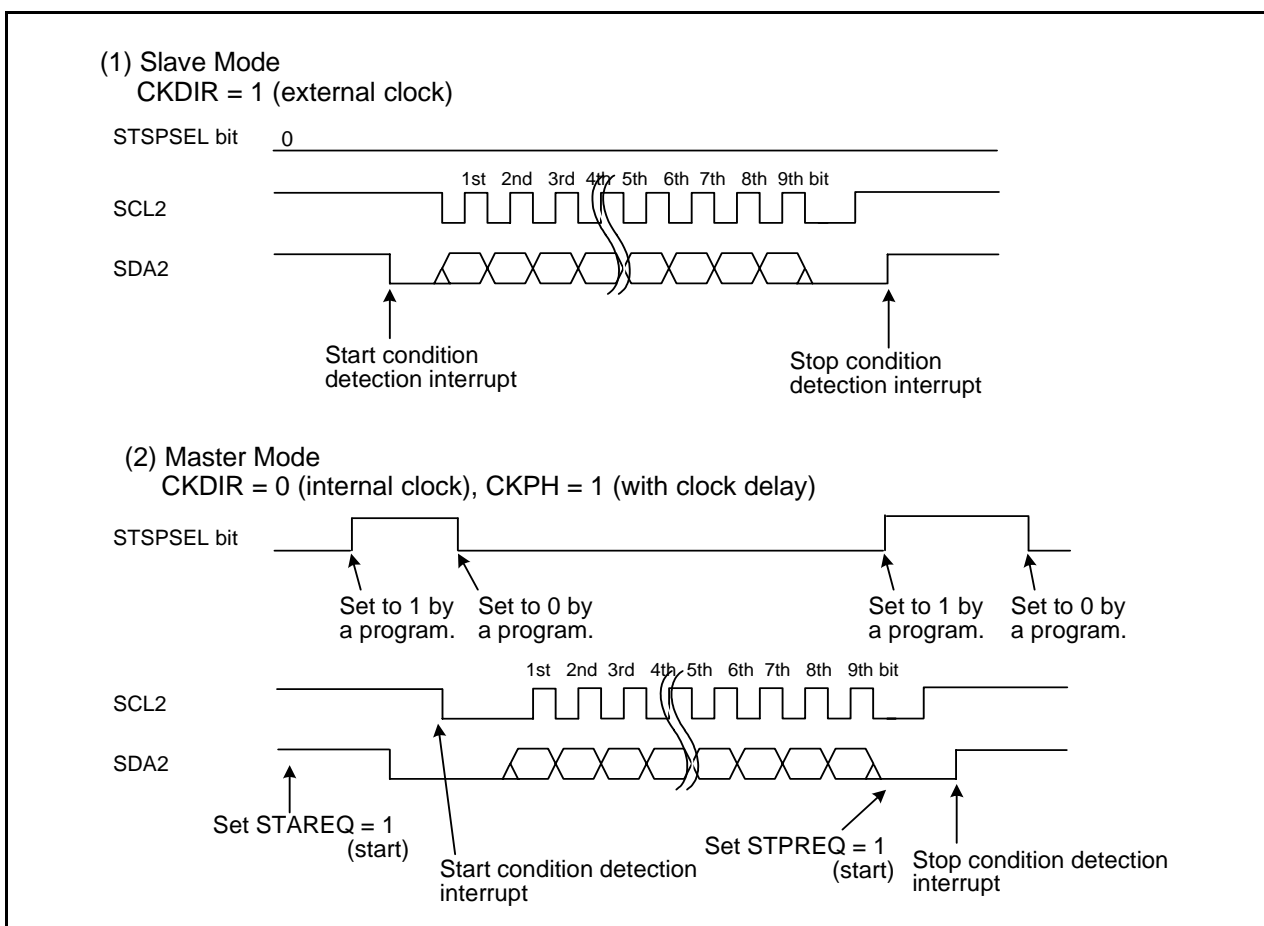 (1) Slave Mode
CKDIR = 1 (external clock)
STSPSEL bit
0
1st 2nd 3rd 4th 5th 6th 7th 8th 9th bit
SCL2
SDA2
Start condition
detection interrupt
Stop condition
detection interrupt
(2) Master Mode
CKDIR = 0 (internal clock), CKPH = 1 (with clock delay)
STSPSEL bit
Set to 1 by
a program.
Set to 0 by
a program.
Set to 1 by
a program.
Set to 0 by
a program.
1st 2nd 3rd 4th 5th 6th 7th 8th 9th bit
SCL2
SDA2
Set STAREQ = 1
(start)
Start condition detection
interrupt
Set STPREQ = 1
(start)
Stop condition detection
interrupt